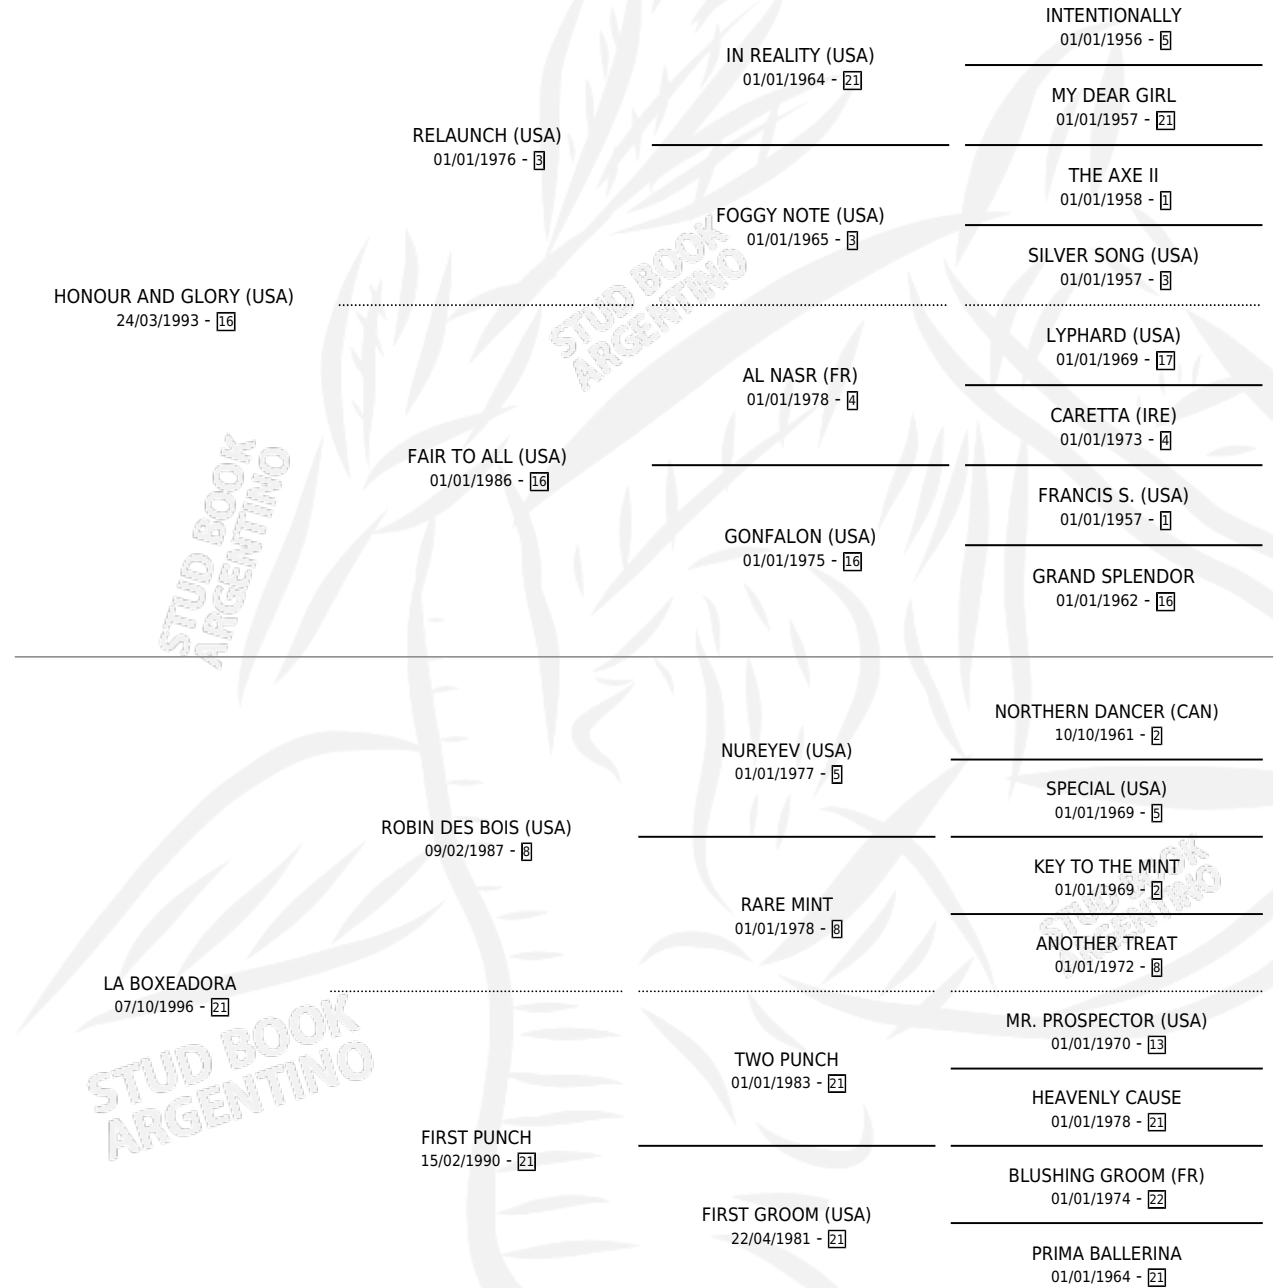 INTENTIONALLY
01/01/1956 - 5
IN REALITY (USA)
01/01/1964 - 21
MY DEAR GIRL
01/01/1957 - 21
RELAUNCH (USA)
01/01/1976 - 3
THE AXE II
01/01/1958 - 1
FOGGY NOTE (USA)
01/01/1965 - 3
SILVER SONG (USA)
01/01/1957 - 3
HONOUR AND GLORY (USA)
24/03/1993 - 16
LYPHARD (USA)
01/01/1969 - 17
AL NASR (FR)
01/01/1978 - 4
CARETTA (IRE)
01/01/1973 - 4
FAIR TO ALL (USA)
01/01/1986 - 16
FRANCIS S. (USA)
01/01/1957 - 1
GONFALON (USA)
01/01/1975 - 16
GRAND SPLENDOR
01/01/1962 - 16
NORTHERN DANCER (CAN)
10/10/1961 - 2
NUREYEV (USA)
01/01/1977 - 5
SPECIAL (USA)
01/01/1969 - 5
ROBIN DES BOIS (USA)
09/02/1987 - 8
KEY TO THE MINT
01/01/1969 - 2
RARE MINT
01/01/1978 - 8
ANOTHER TREAT
01/01/1972 - 8
LA BOXEADORA
07/10/1996 - 21
MR. PROSPECTOR (USA)
01/01/1970 - 13
TWO PUNCH
01/01/1983 - 21
HEAVENLY CAUSE
01/01/1978 - 21
FIRST PUNCH
15/02/1990 - 21
BLUSHING GROOM (FR)
01/01/1974 - 22
FIRST GROOM (USA)
22/04/1981 - 21
PRIMA BALLERINA
01/01/1964 - 21
STUD BOOK
ARGENTINO
STUD BOOK
ARGENTINO
STUD BOOK
ARGENTINO
STUD BOOK
ARGENTINO